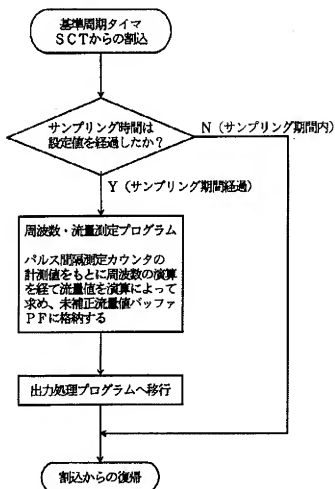 基準周期タイマ
SCTからの割込
サンプリング時間は
設定値を経過したか?
N(サンプリング期間内)
Y(サンプリング期間経過)
周波数・流量測定プログラム
パルス間隔測定カウンタの
計測値をもとに周波数の演算
を経て流量値を演算によって
求め、未補正流量値バッファ
PFに格納する
出力処理プログラムへ移行
割込からの復帰